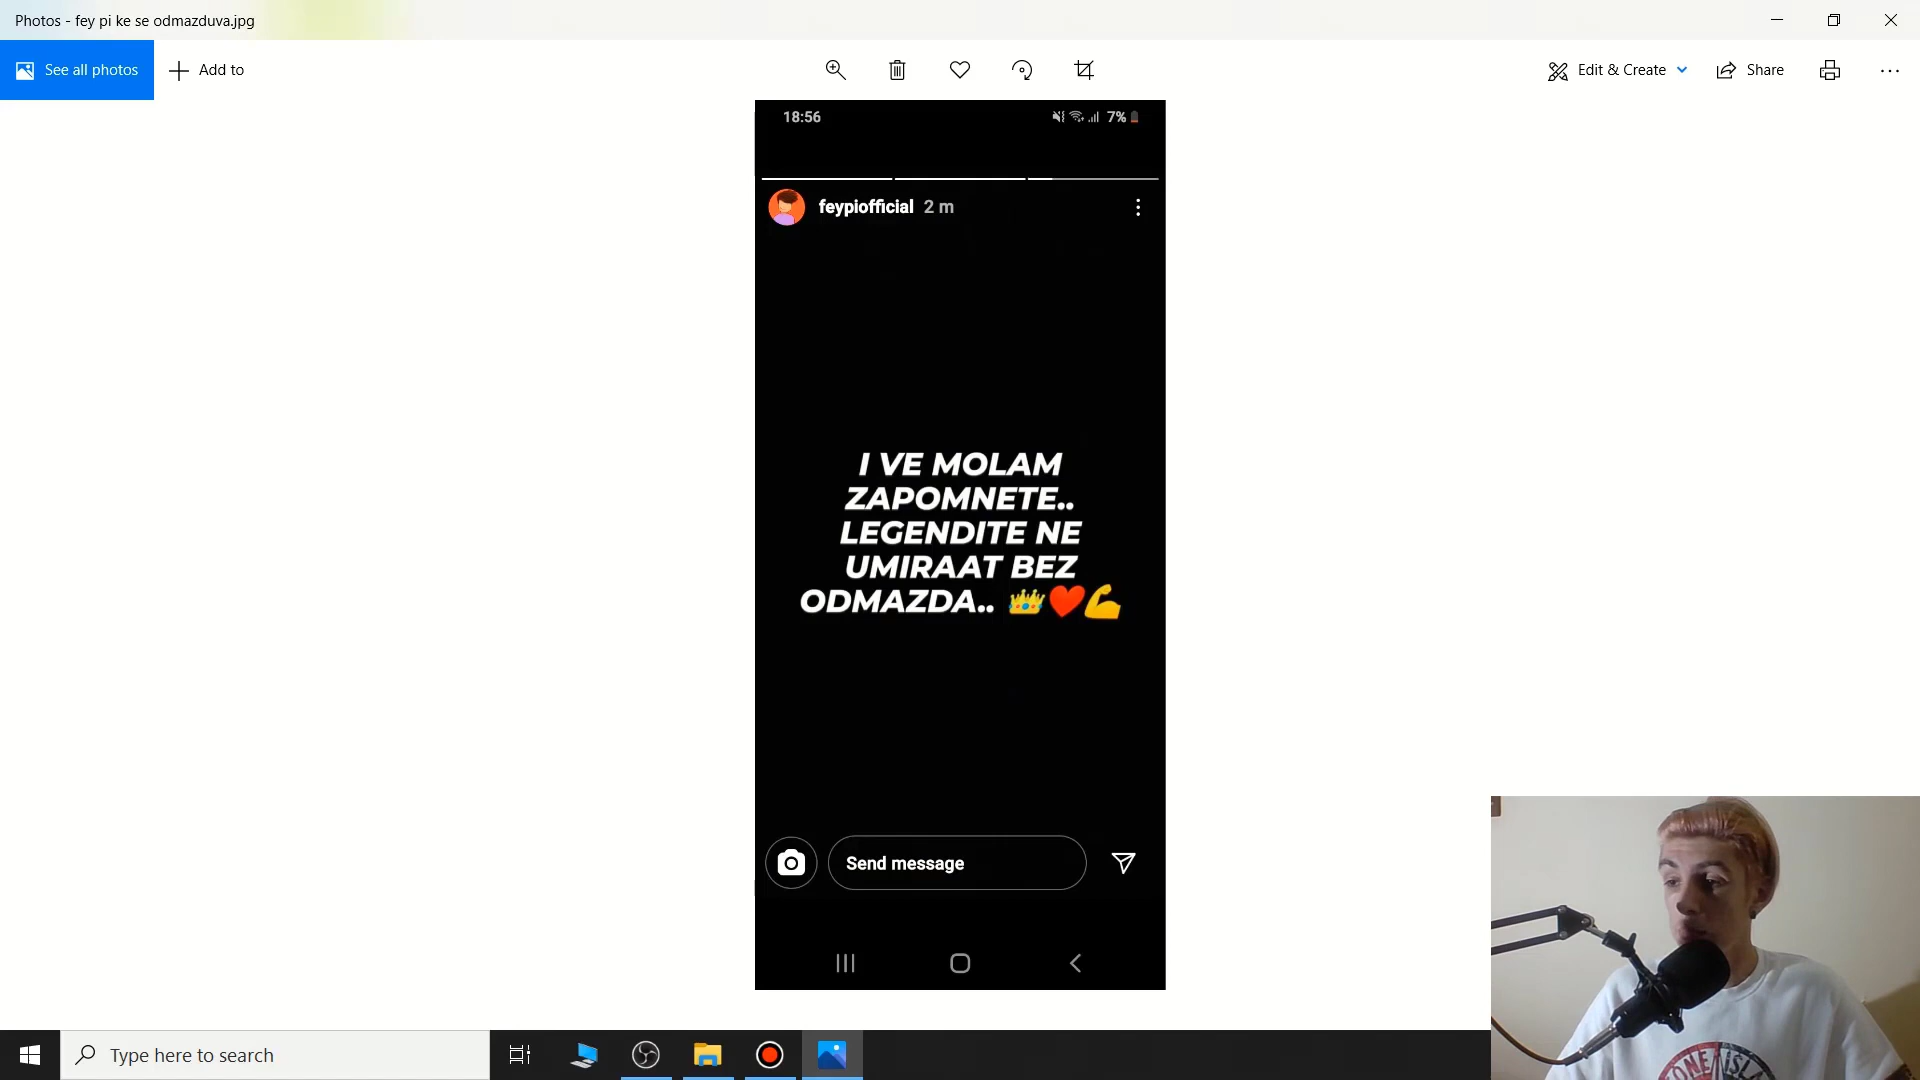 Photos - fey pi ke se odmazduva.jpg
See all photos
Add to
Edit & Create
Share
18:56
7%
feypiofficial 2 m
I VE MOLAM
ZAPOMNETE..
LEGENDITE NE
UMIRAAT BEZ
ODMAZDA.. 👑❤️💪
Send message
Type here to search